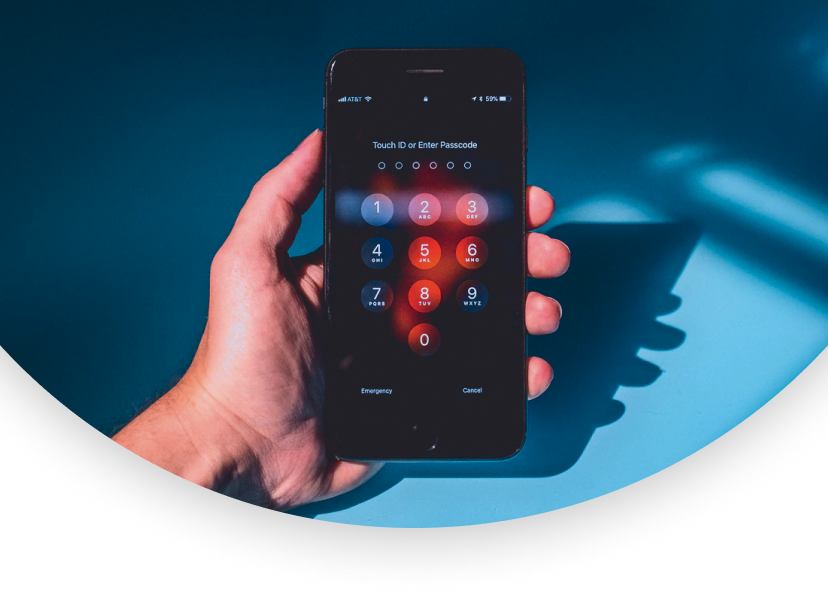 AT&T 59%
Touch ID or Enter Passcode
1 2 3
ABC DEF
4 5 6
GHI JKL MNO
7 8 9
PQRS TUV WXYZ
0
Emergency Cancel